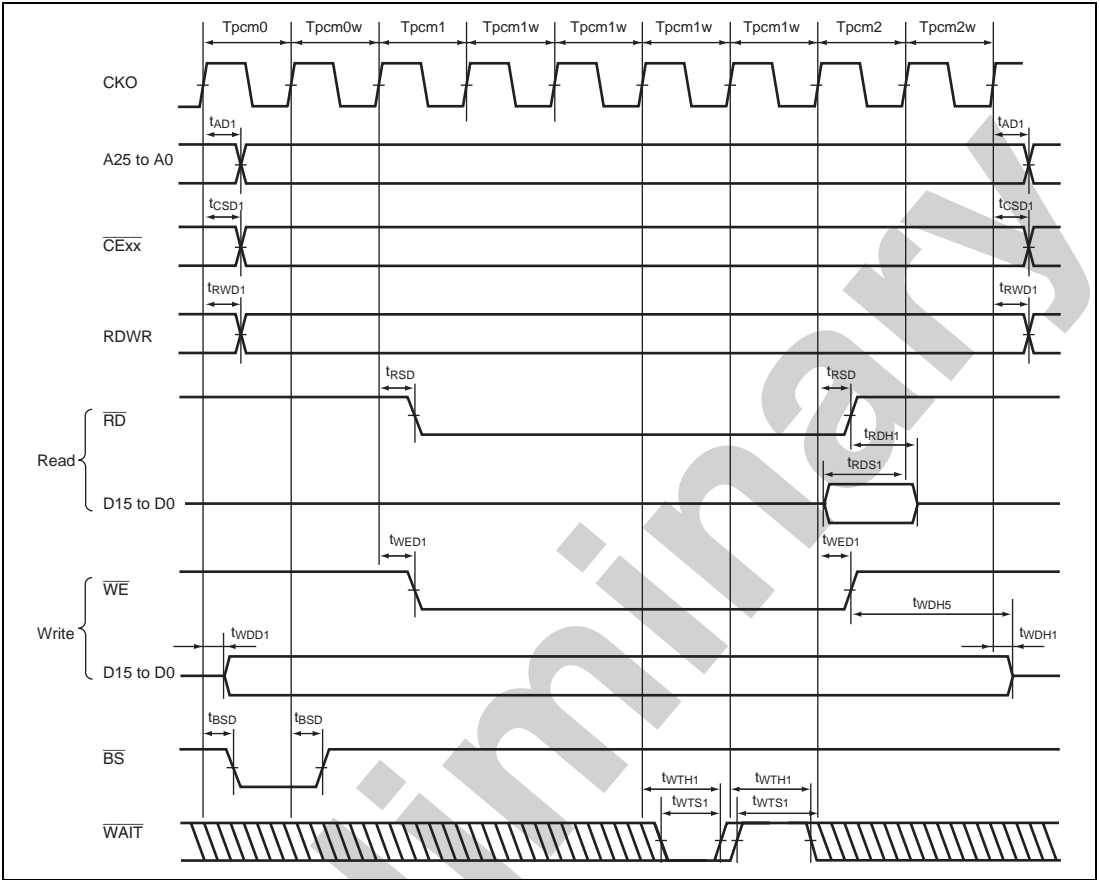 Tpcm0 Tpcm0w Tpcm1 Tpcm1w Tpcm1w Tpcm1w Tpcm1w Tpcm2 Tpcm2w
CKO
tAD1 tAD1
A25 to A0
tCSD1 tCSD1
CExx
tRWD1 tRWD1
RDWR
tRSD tRSD
RD
tRDH1
Read
tRDS1
D15 to D0
tWED1 tWED1
WE
tWDH5
Write
tWDD1 tWDH1
D15 to D0
tBSD tBSD
BS
tWTH1 tWTH1
tWTS1 tWTS1
WAIT